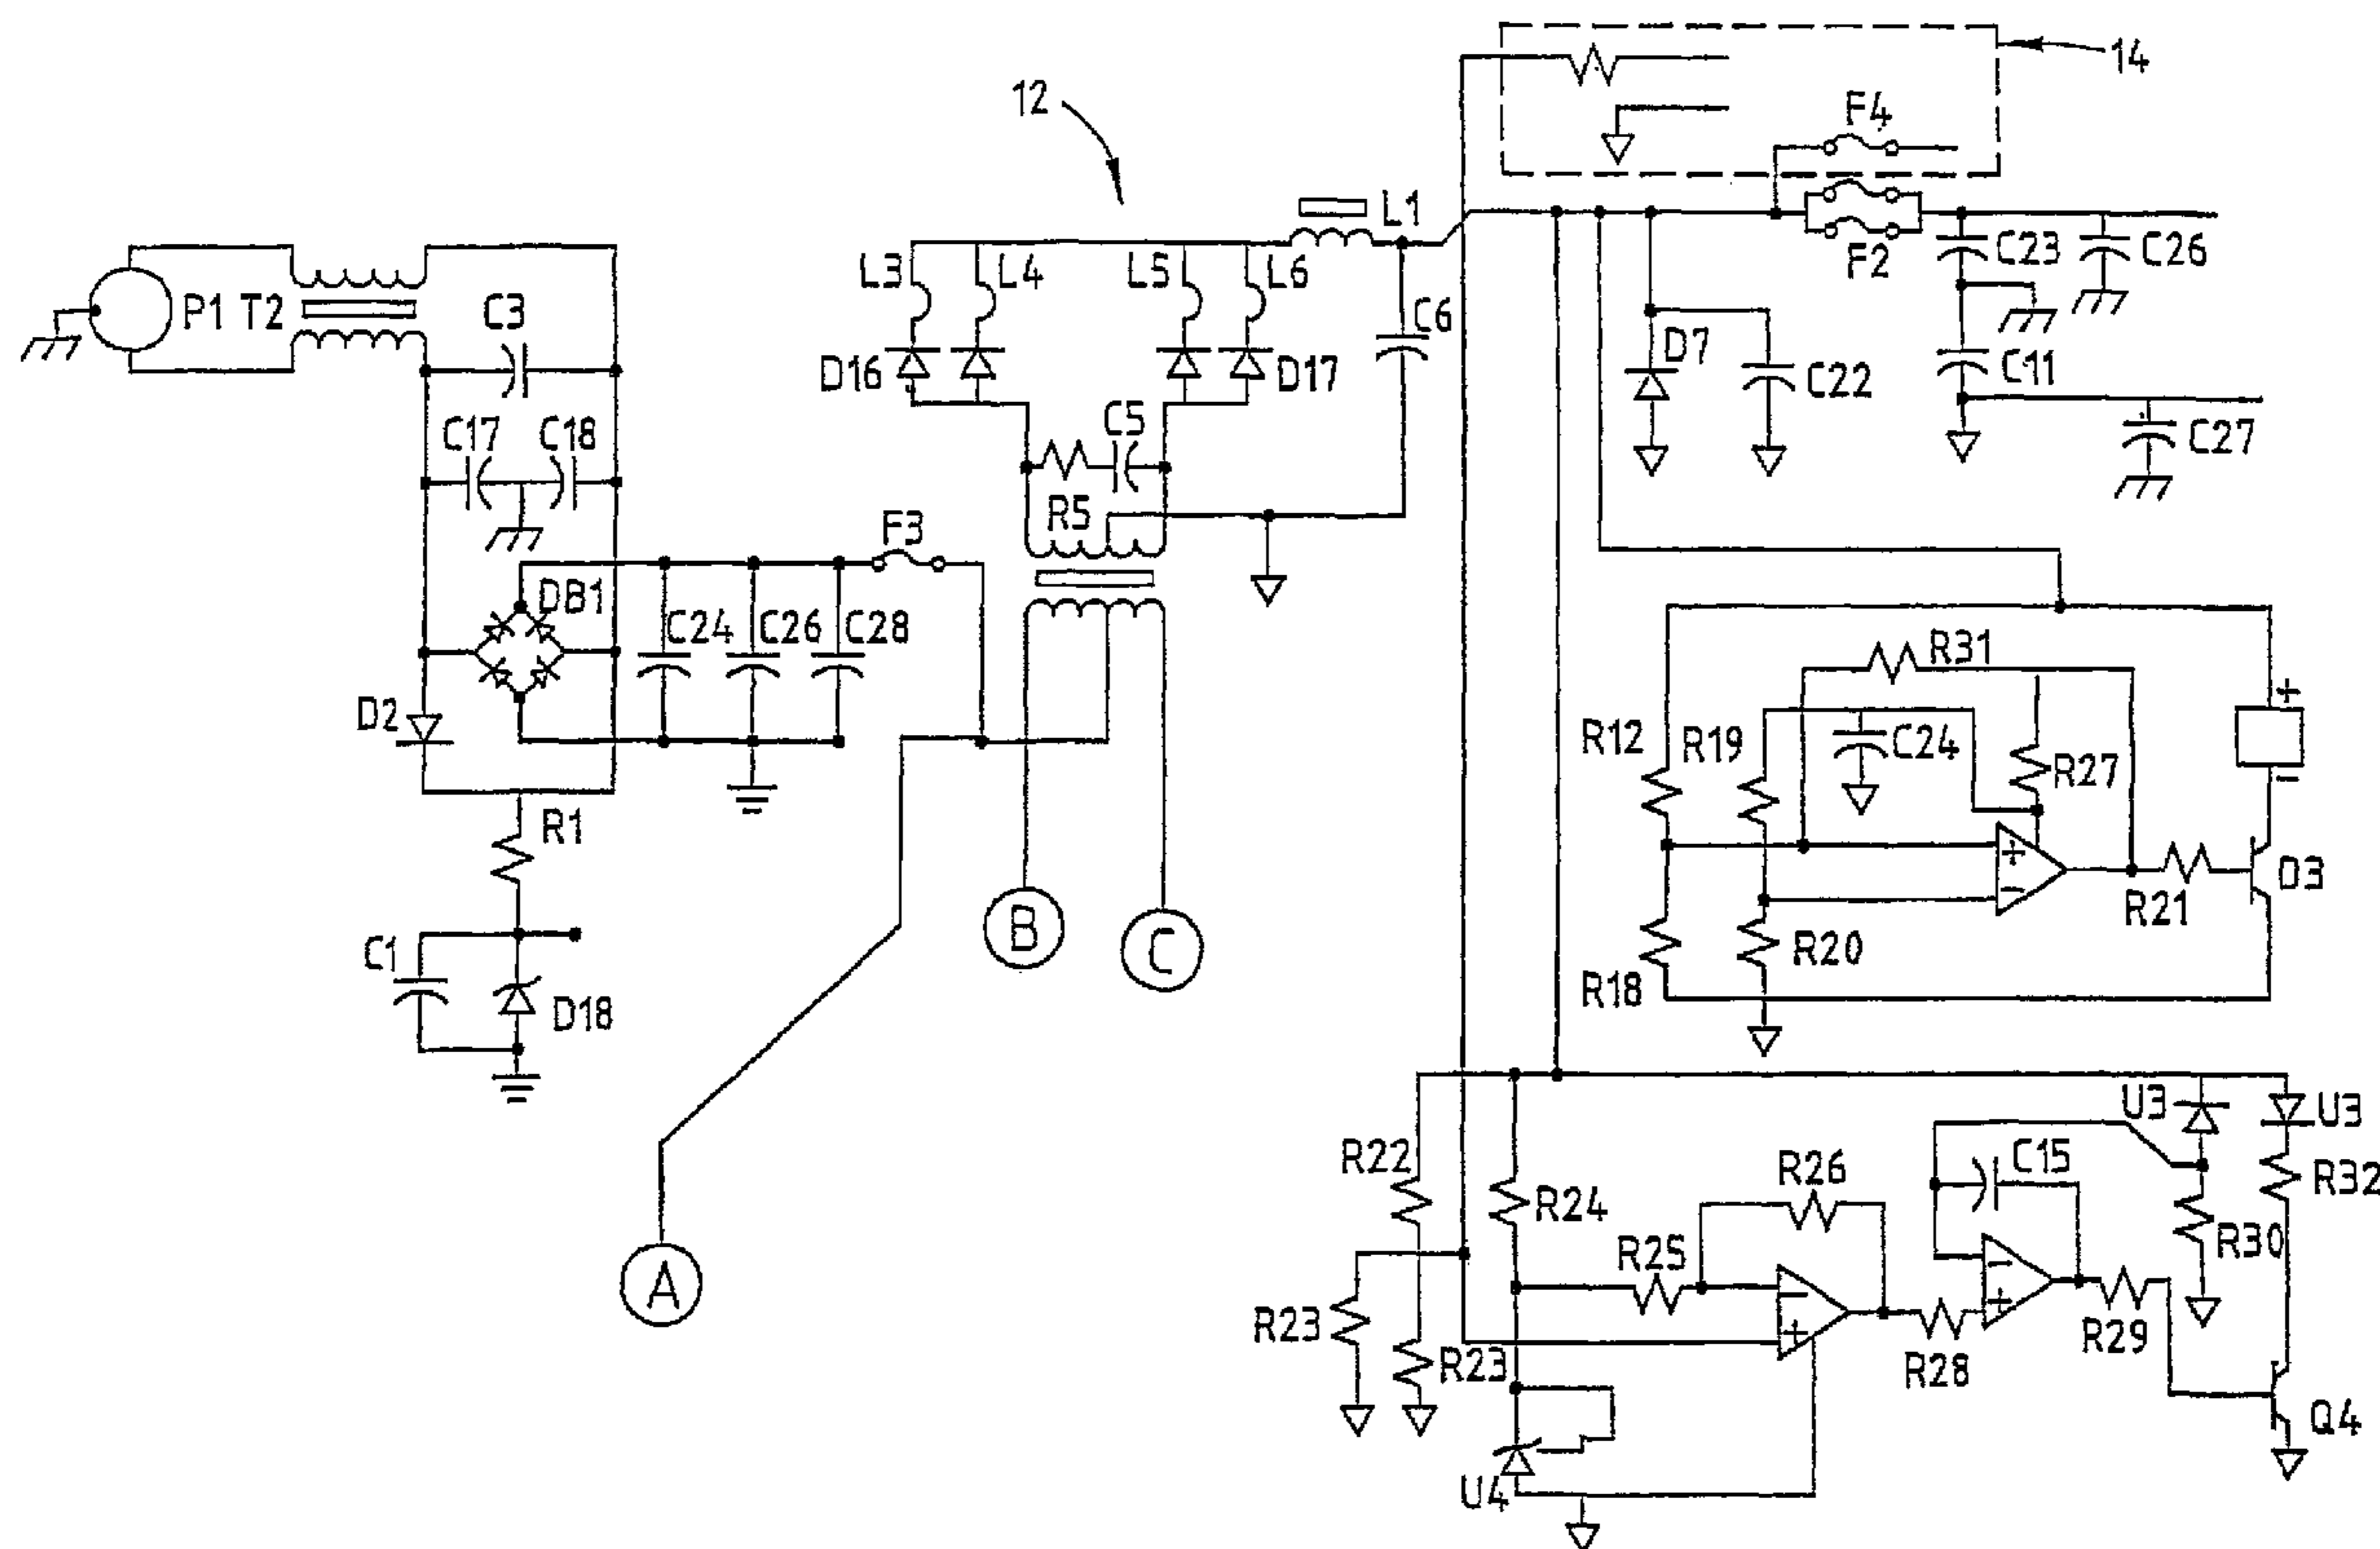 14
12
F4
L1
L3
L4
L5
L6
F2
C23
C26
P1
T2
C3
C6
D16
D17
D7
C22
C11
C27
C17
C18
C5
R5
F3
DB1
C24
C26
C28
R31
+
D2
R12
R19
C24
R27
-
R1
+
-
D3
R21
B
C
C1
D18
R18
R20
U3
U3
C15
R22
R26
R32
R24
R30
R25
-
A
-
+
R23
+
R29
R23
R28
Q4
U4